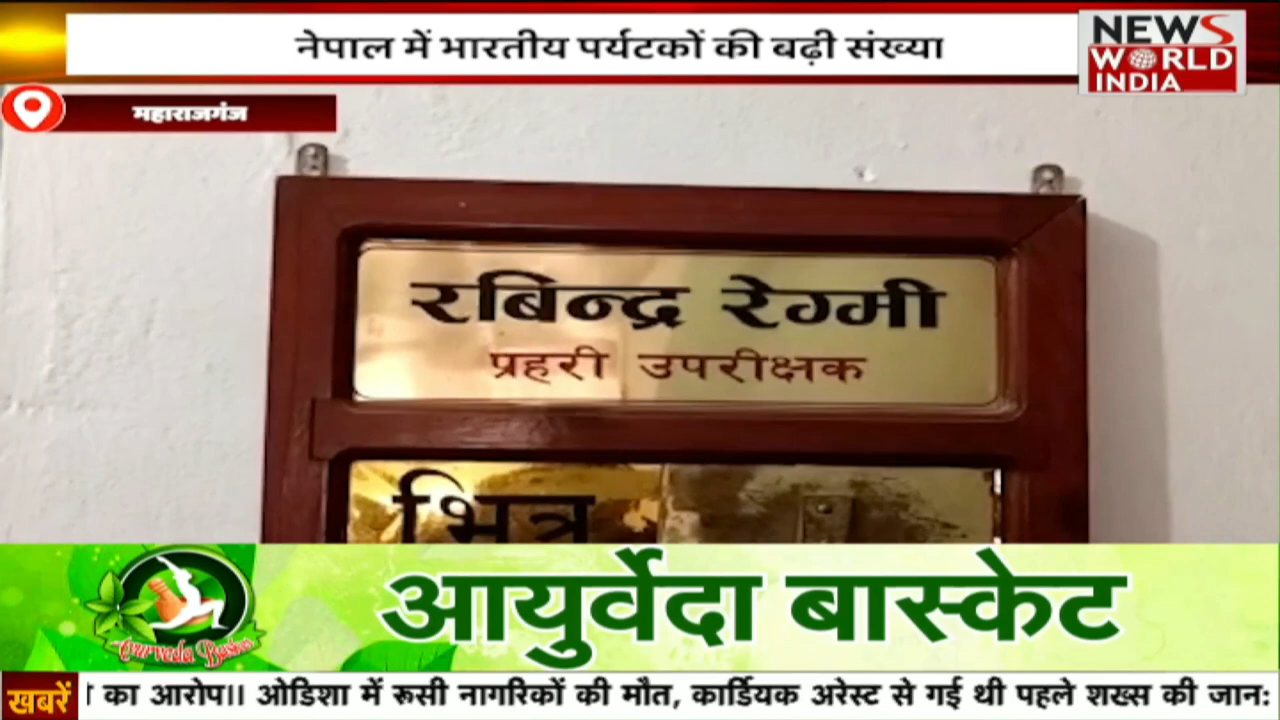 नेपाल में भारतीय पर्यटकों की बढ़ी संख्या
NEWS
WORLD
INDIA
महाराजगंज
रबिन्द्र रेग्मी
प्रहरी उपरीक्षक
भित्र
आयुर्वेदा बास्केट
Ayurveda Basket
खबरें का आरोप।। ओडिशा में रूसी नागरिकों की मौत, कार्डियक अरेस्ट से गई थी पहले शख्स की जान: